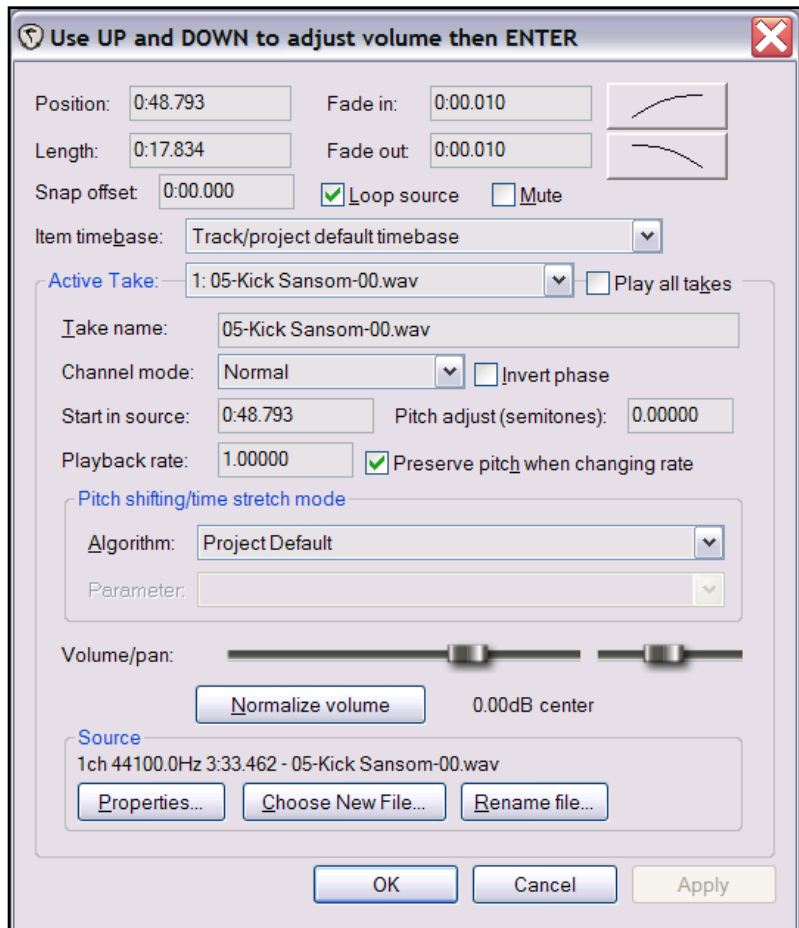 Use UP and DOWN to adjust volume then ENTER
Position: 0:48.793 Fade in: 0:00.010
Length: 0:17.834 Fade out: 0:00.010
Snap offset: 0:00.000 Loop source Mute
Item timebase: Track/project default timebase
Active Take: 1: 05-Kick Sansom-00.wav Play all takes
Take name: 05-Kick Sansom-00.wav
Channel mode: Normal Invert phase
Start in source: 0:48.793 Pitch adjust (semitones): 0.00000
Playback rate: 1.00000 Preserve pitch when changing rate
Pitch shifting/time stretch mode
Algorithm: Project Default
Parameter:
Volume/pan:
Normalize volume 0.00dB center
Source
1ch 44100.0Hz 3:33.462 - 05-Kick Sansom-00.wav
Properties... Choose New File... Rename file...
OK Cancel Apply